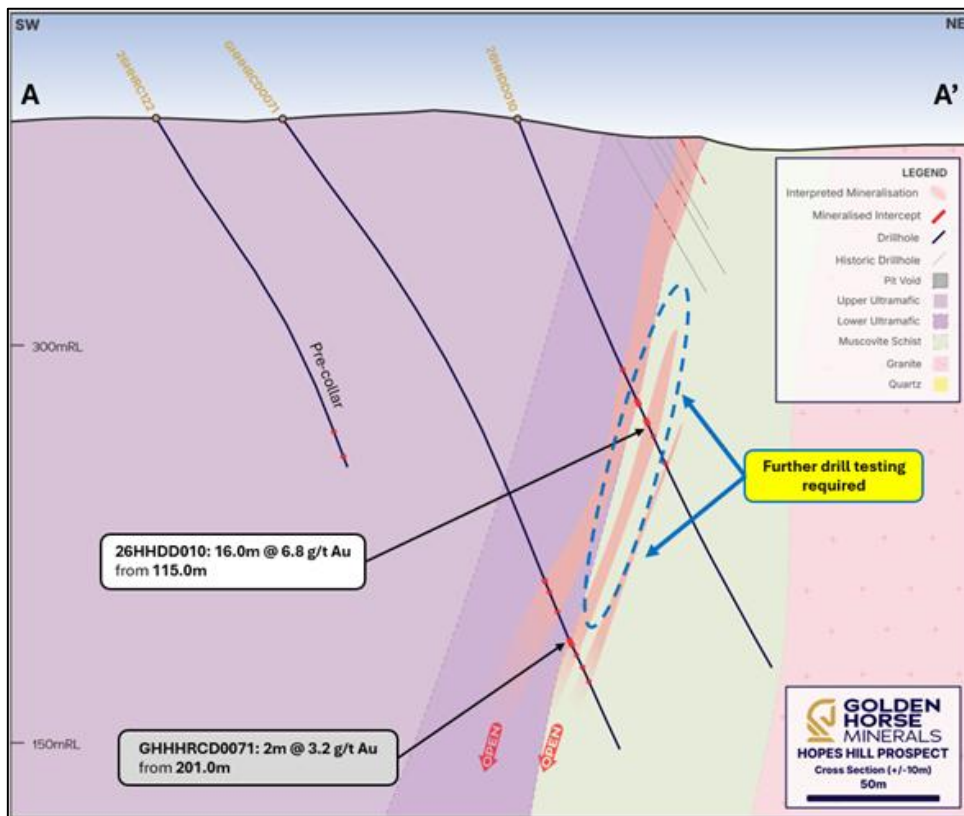 SW
NE
A
A'
26HHRC122
GHHHRCD0071
26HHDD010
LEGEND
Interpreted Mineralisation
Mineralised Intercept
Drillhole
Historic Drillhole
Pit Void
Upper Ultramafic
Lower Ultramafic
Muscovite Schist
Granite
Quartz
300mRL
Pre-collar
Further drill testing
required
26HHDD010: 16.0m @ 6.8 g/t Au
from 115.0m
GHHHRCD0071: 2m @ 3.2 g/t Au
from 201.0m
150mRL
OPEN
OPEN
GOLDEN
HORSE
MINERALS
HOPES HILL PROSPECT
Cross Section (+/-10m)
50m